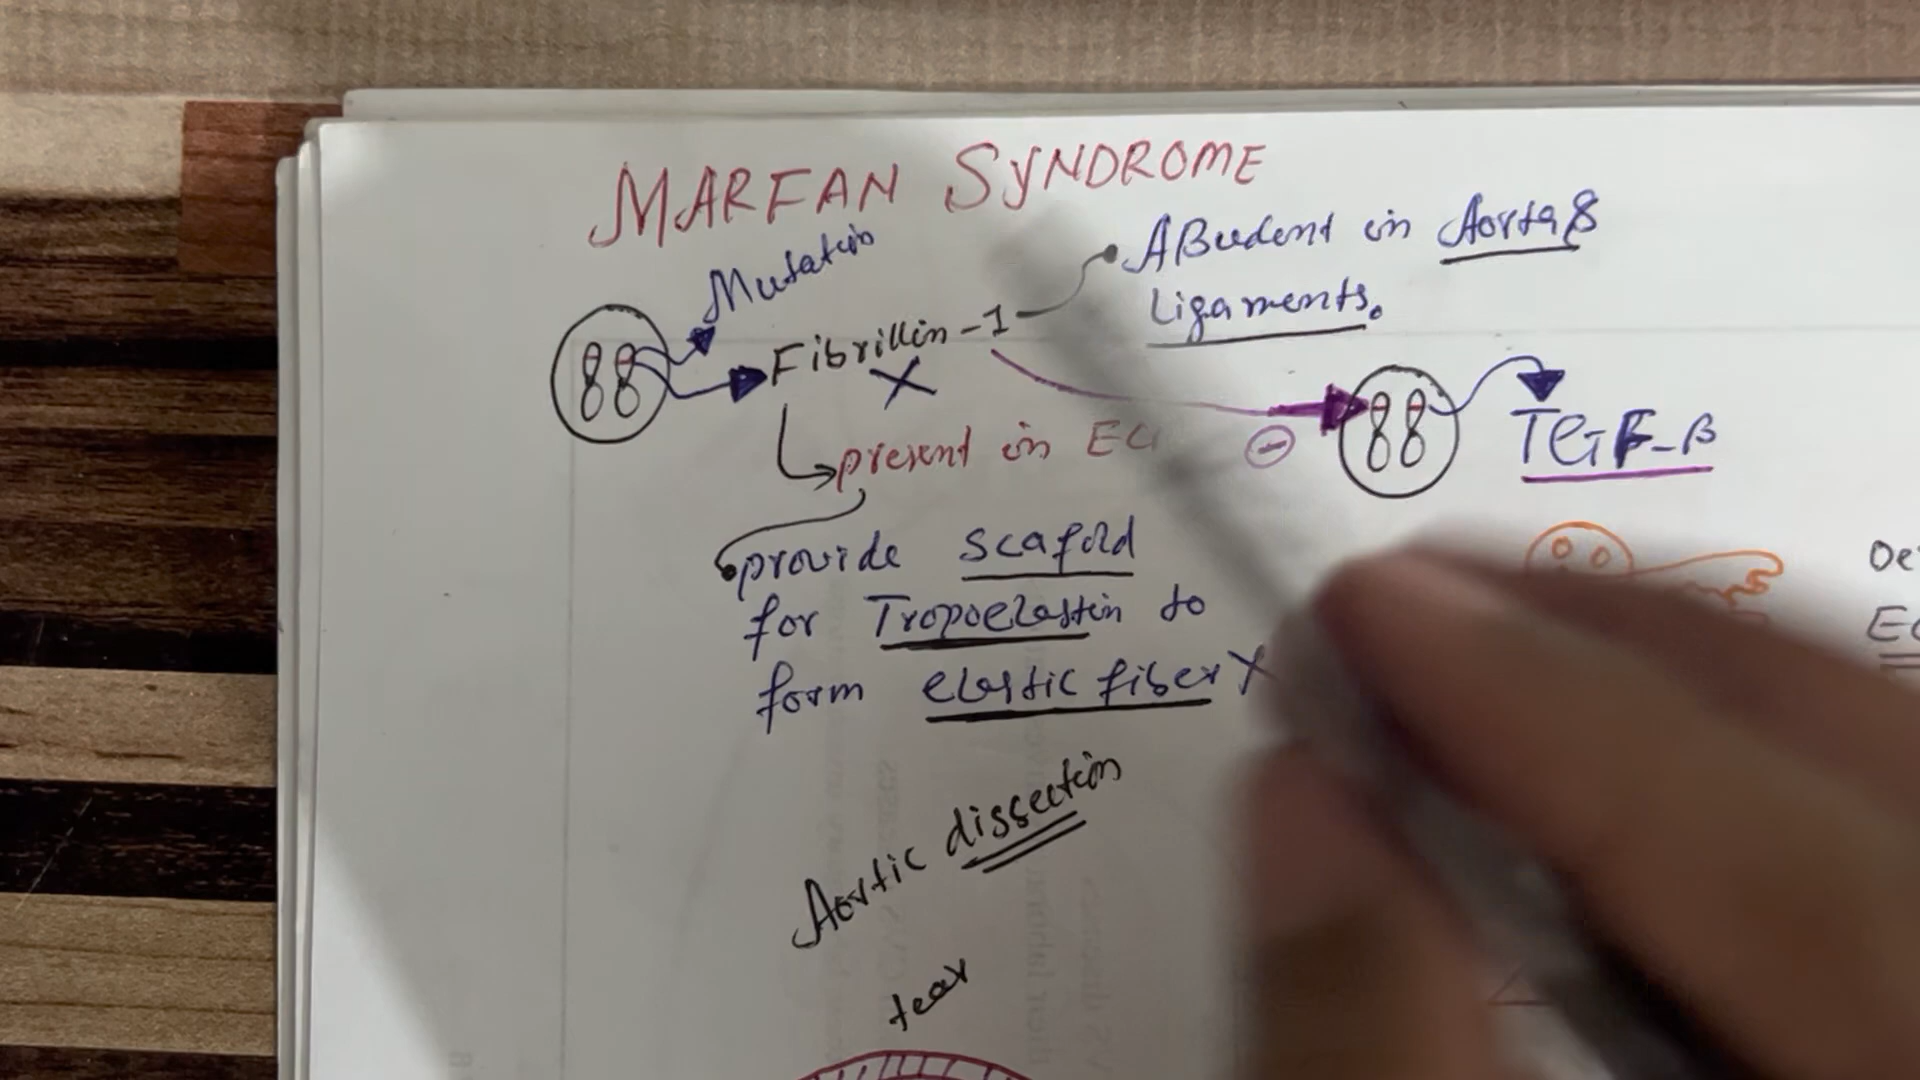 MARFAN SYNDROME
Mutation
Fibrillin-1
X
Abudent in Aorta &
Ligaments.
present in EC
TGF-β
provide scafold
for Tropoelastin to
form elastic fiber X
Aortic dissection
tear